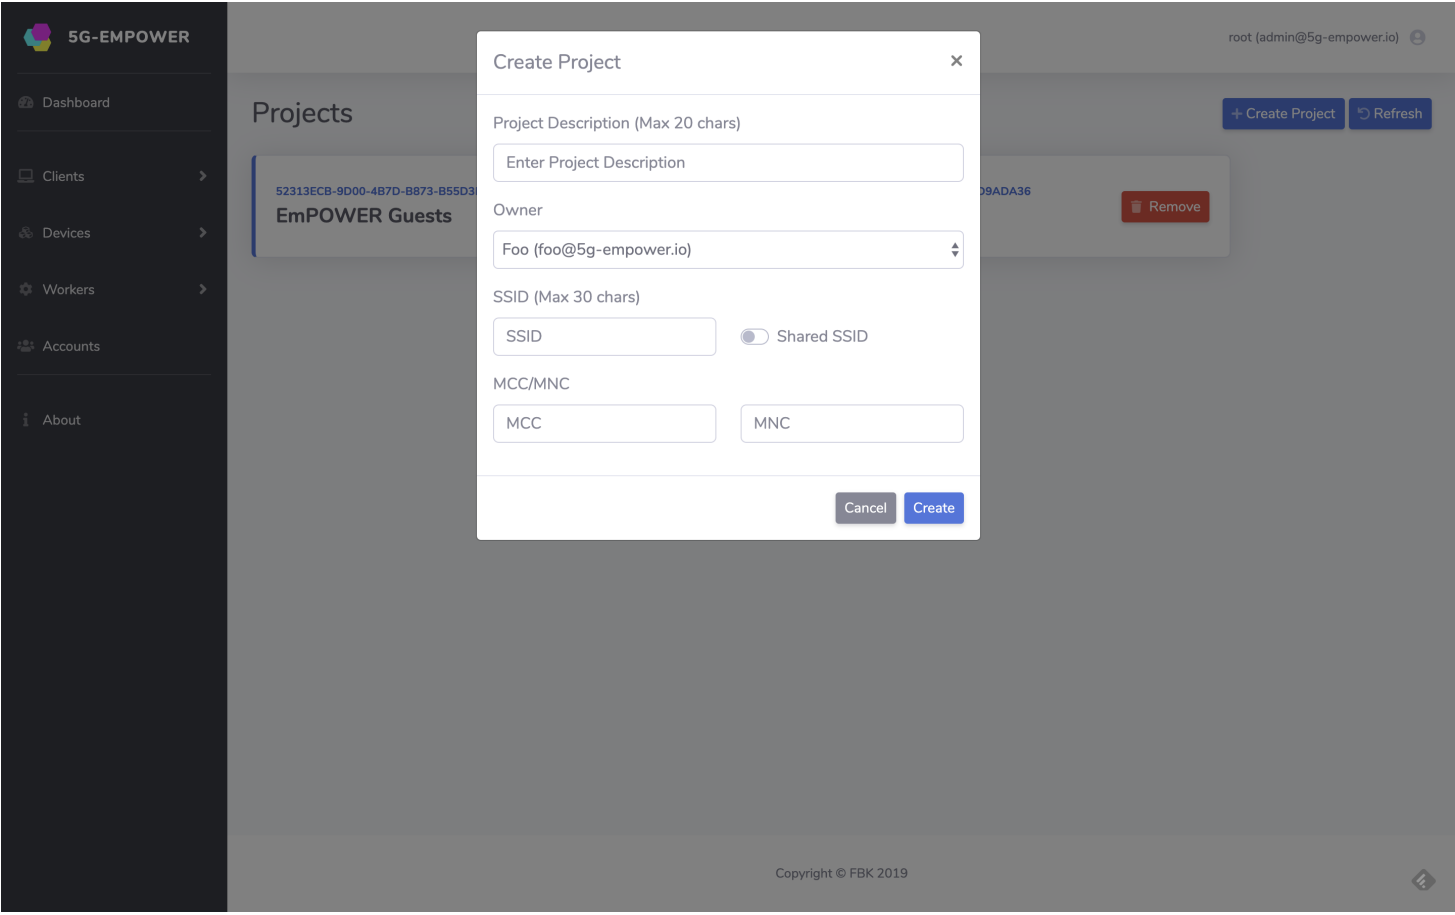 5G-EMPOWER
root (admin@5g-empower.io)
Dashboard
Clients
Devices
Workers
Accounts
About
Projects
+ Create Project
Refresh
52313ECB-9D00-4B7D-B873-B55D3
D9ADA36
EmPOWER Guests
Remove
Create Project
×
Project Description (Max 20 chars)
Enter Project Description
Owner
Foo (foo@5g-empower.io)
SSID (Max 30 chars)
SSID
Shared SSID
MCC/MNC
MCC
MNC
Cancel
Create
Copyright © FBK 2019